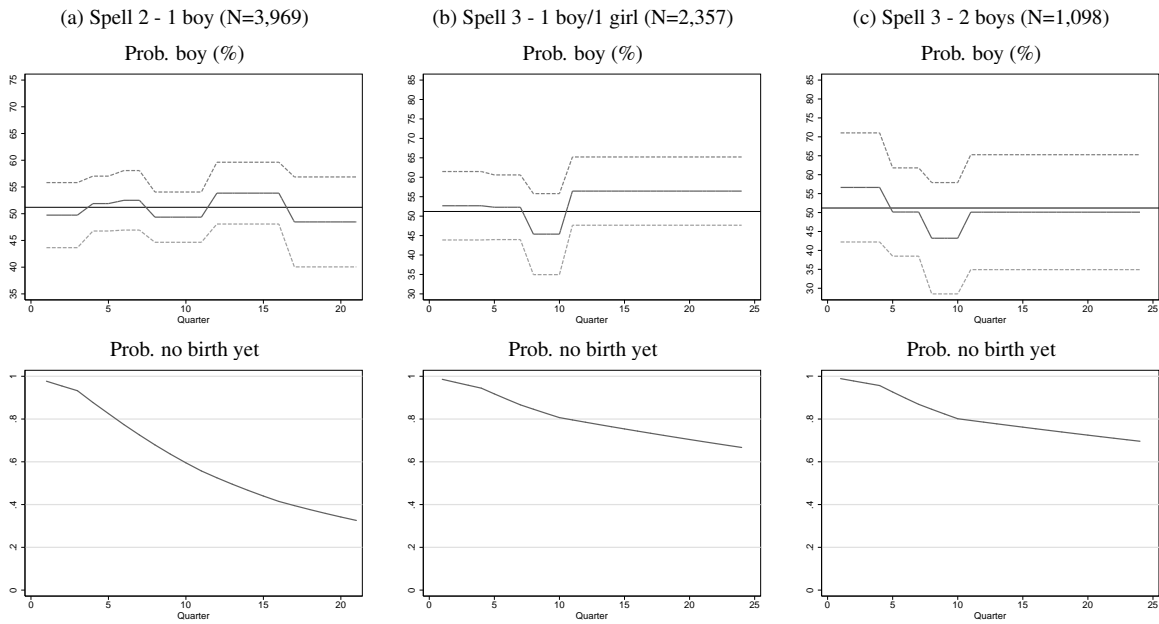 (a) Spell 2 - 1 boy (N=3,969)
Prob. boy (%)
75
70
65
60
55
50
45
40
35
0 5 10 15 20
Quarter
Prob. no birth yet
1
.8
.6
.4
.2
0
0 5 10 15 20
Quarter
(b) Spell 3 - 1 boy/1 girl (N=2,357)
Prob. boy (%)
85
80
75
70
65
60
55
50
45
40
35
30
0 5 10 15 20 25
Quarter
Prob. no birth yet
1
.8
.6
.4
.2
0
0 5 10 15 20 25
Quarter
(c) Spell 3 - 2 boys (N=1,098)
Prob. boy (%)
85
80
75
70
65
60
55
50
45
40
35
30
0 5 10 15 20 25
Quarter
Prob. no birth yet
1
.8
.6
.4
.2
0
0 5 10 15 20 25
Quarter